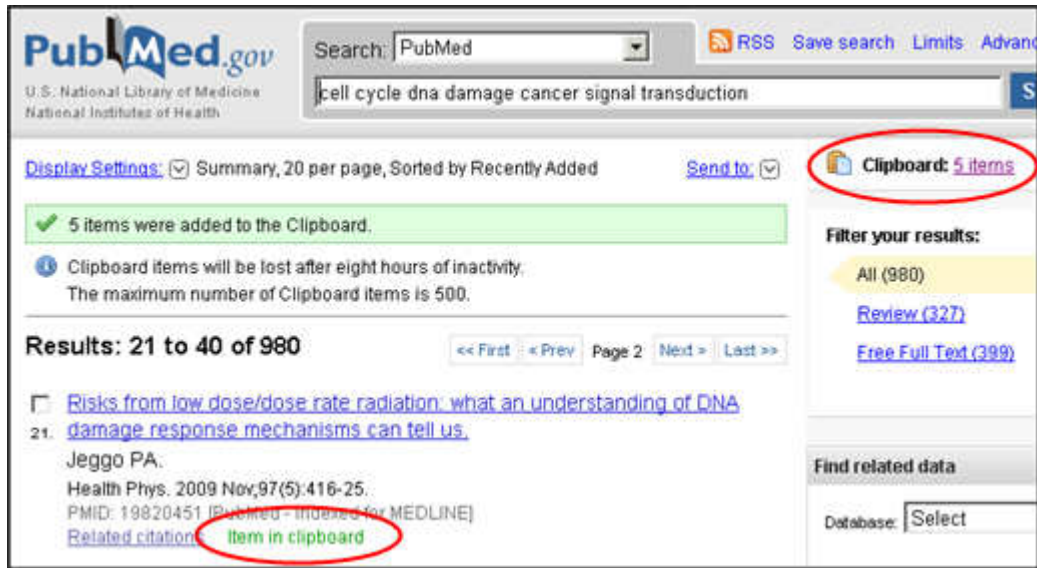 PubMed.gov
U.S. National Library of Medicine
National Institutes of Health
Search: PubMed
RSS Save search Limits Advanc
cell cycle dna damage cancer signal transduction
S
Display Settings: Summary, 20 per page, Sorted by Recently Added
Send to:
Clipboard: 5 items
5 items were added to the Clipboard.
Clipboard items will be lost after eight hours of inactivity.
The maximum number of Clipboard items is 500.
Filter your results:
All (980)
Review (327)
Free Full Text (399)
Results: 21 to 40 of 980
<< First < Prev Page 2 Next > Last >>
Risks from low dose/dose rate radiation: what an understanding of DNA
21. damage response mechanisms can tell us.
Jeggo PA.
Health Phys. 2009 Nov;97(5):416-25.
PMID: 19820451 [PubMed - indexed for MEDLINE]
Related citations Item in clipboard
Find related data
Database: Select